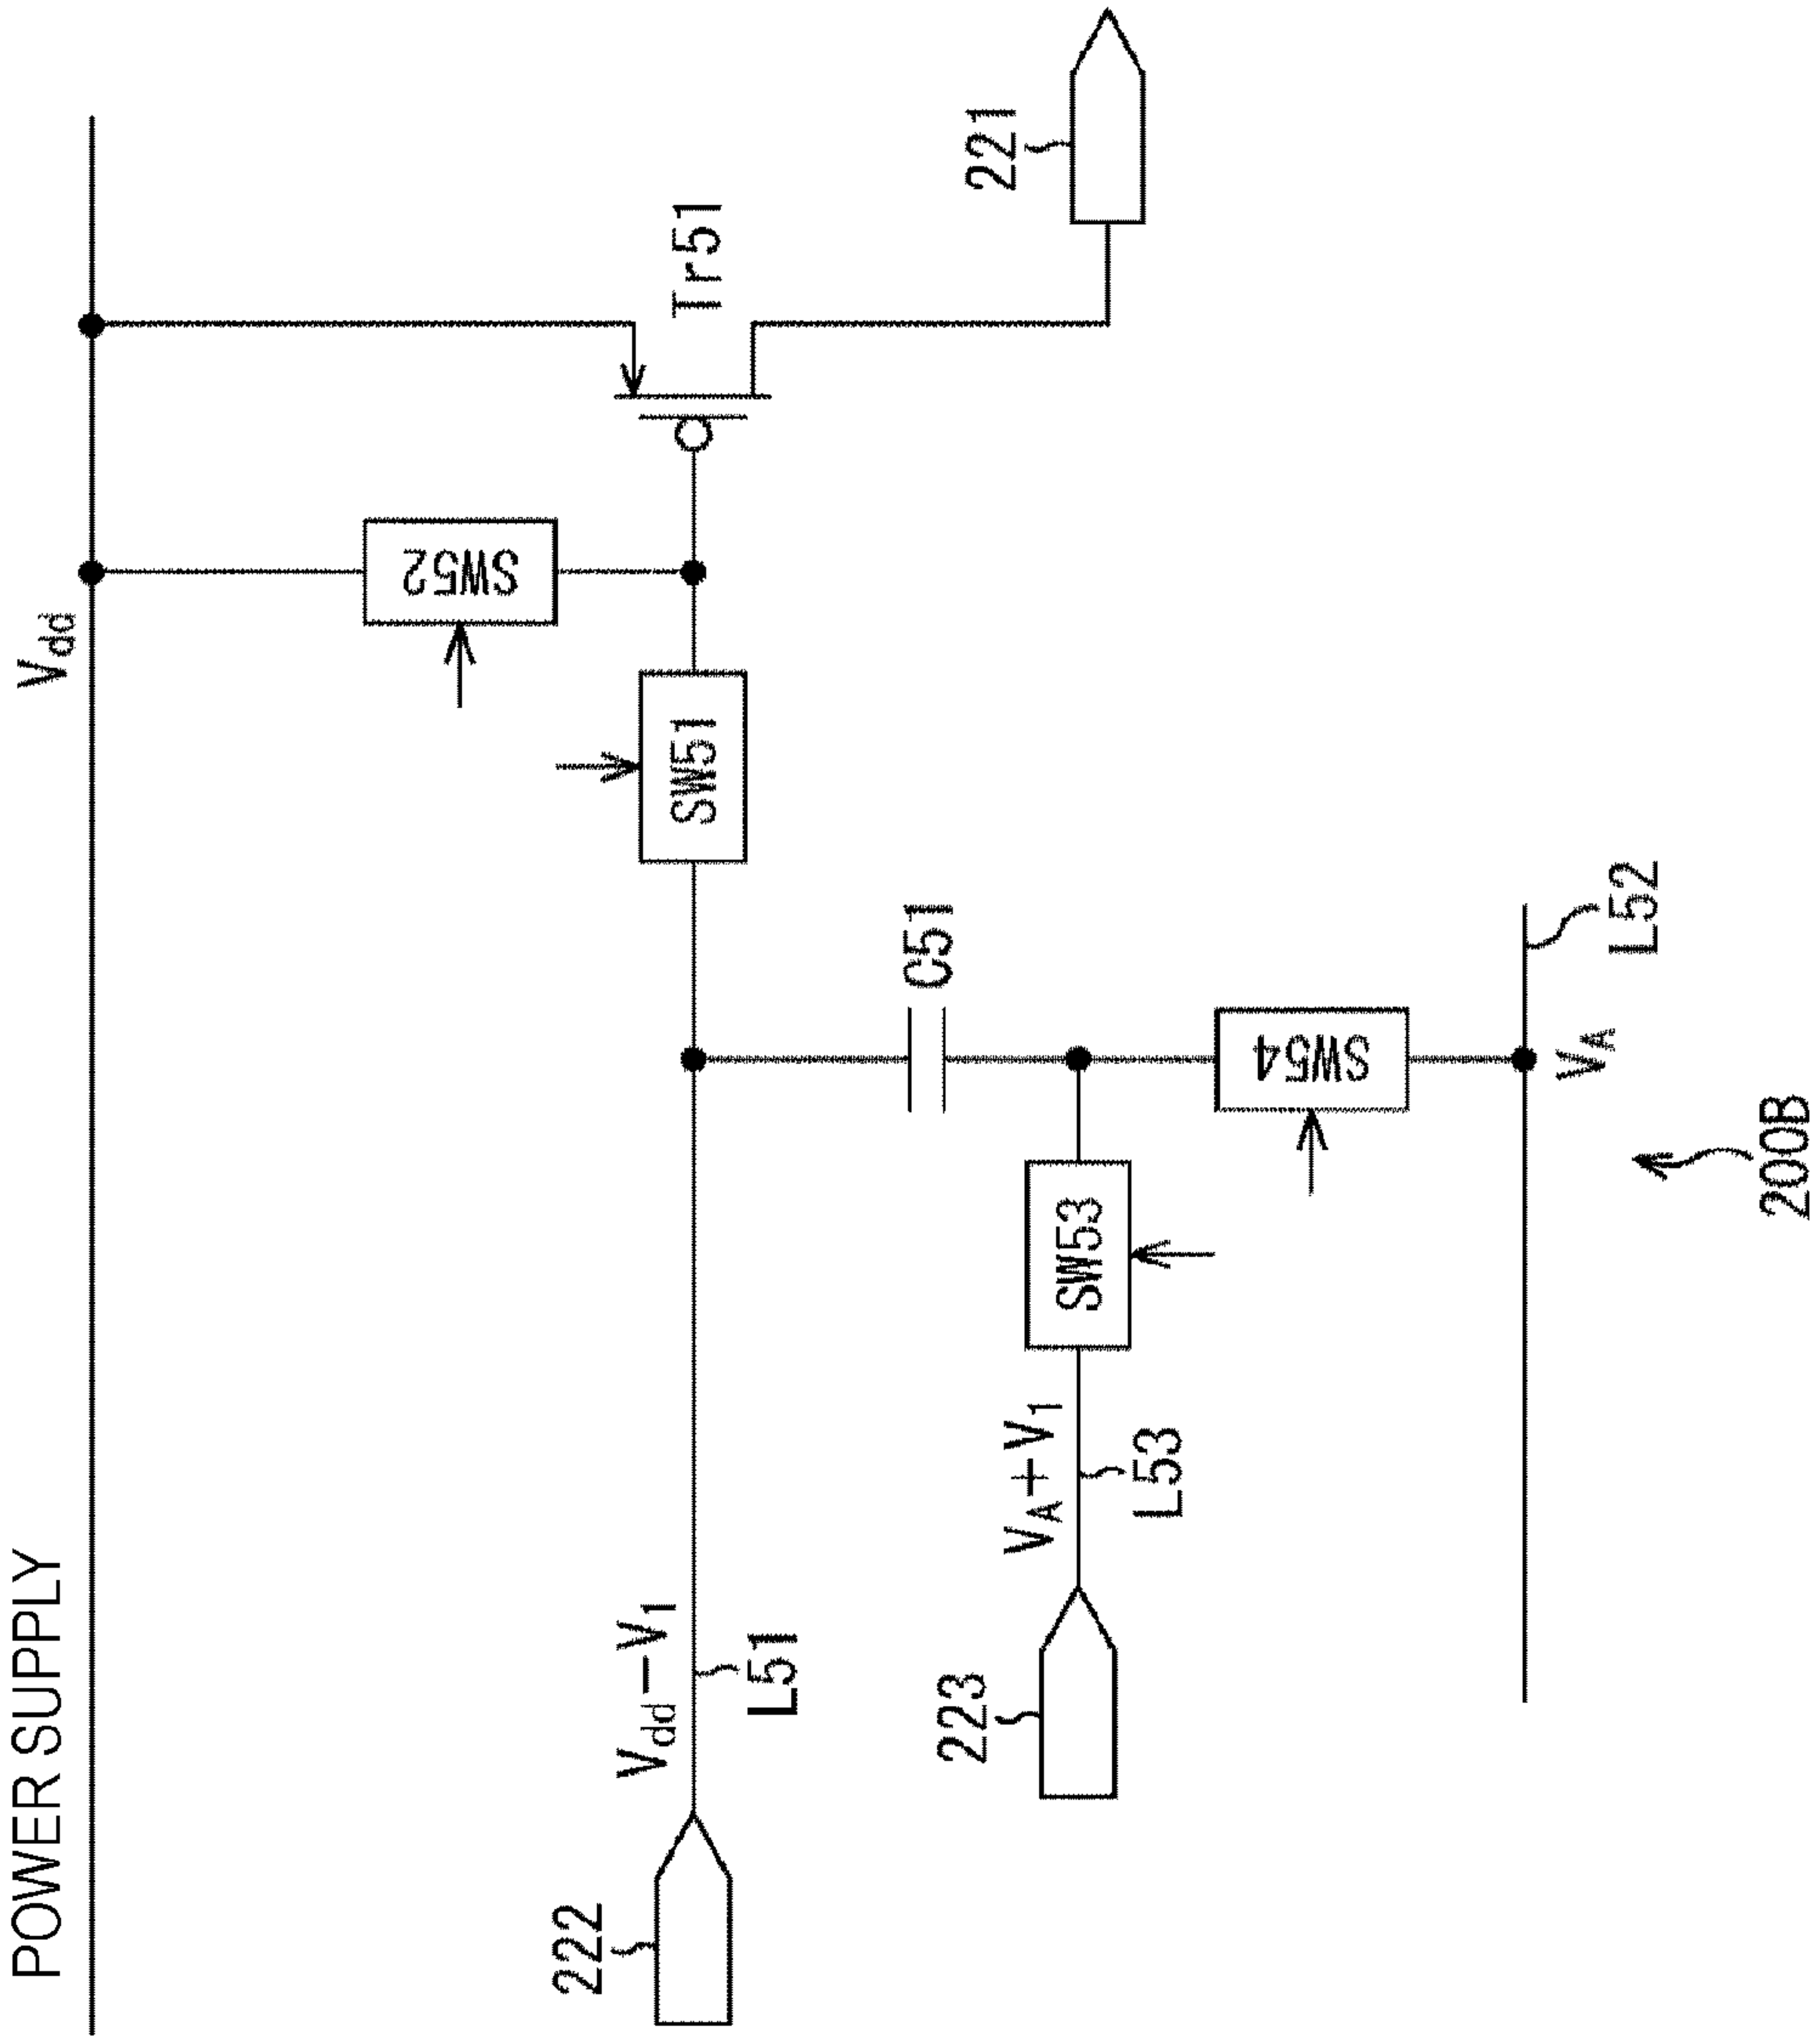 POWER SUPPLY
Vdd
SW52
Tr51
222
Vdd−V1
L51
SW51
221
C51
223
VA+V1
L53
SW53
SW54
L52
VA
200B